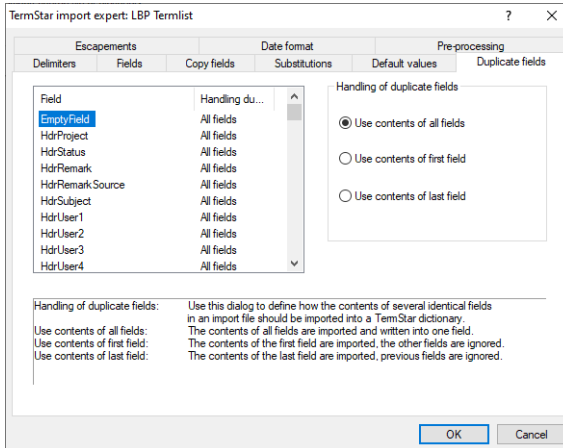 TermStar import expert: LBP Termlist
Escapements Date format Pre-processing
Delimiters Fields Copy fields Substitutions Default values Duplicate fields
Field Handling du...
EmptyField All fields
HdrProject All fields
HdrStatus All fields
HdrRemark All fields
HdrRemarkSource All fields
HdrSubject All fields
HdrUser1 All fields
HdrUser2 All fields
HdrUser3 All fields
HdrUser4 All fields
Handling of duplicate fields
Use contents of all fields
Use contents of first field
Use contents of last field
Handling of duplicate fields: Use this dialog to define how the contents of several identical fields
in an import file should be imported into a TermStar dictionary.
Use contents of all fields: The contents of all fields are imported and written into one field.
Use contents of first field: The contents of the first field are imported, the other fields are ignored.
Use contents of last field: The contents of the last field are imported, previous fields are ignored.
OK Cancel